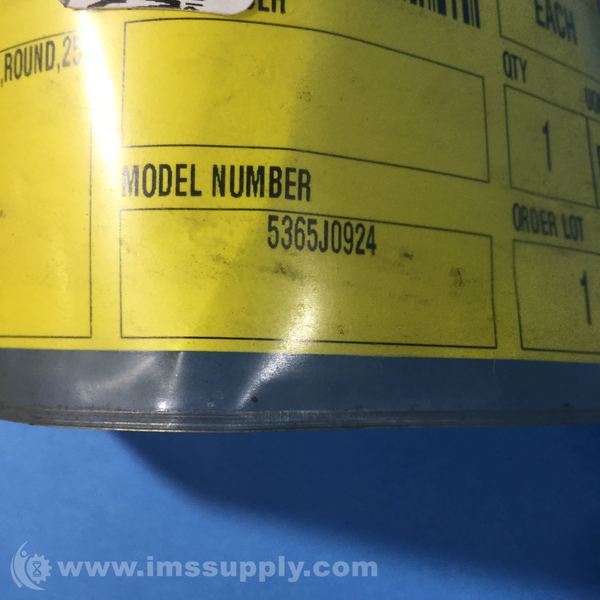 EACH
,ROUND,25
QTY
1
MODEL NUMBER
5365J0924
ORDER LOT
1
www.imssupply.com